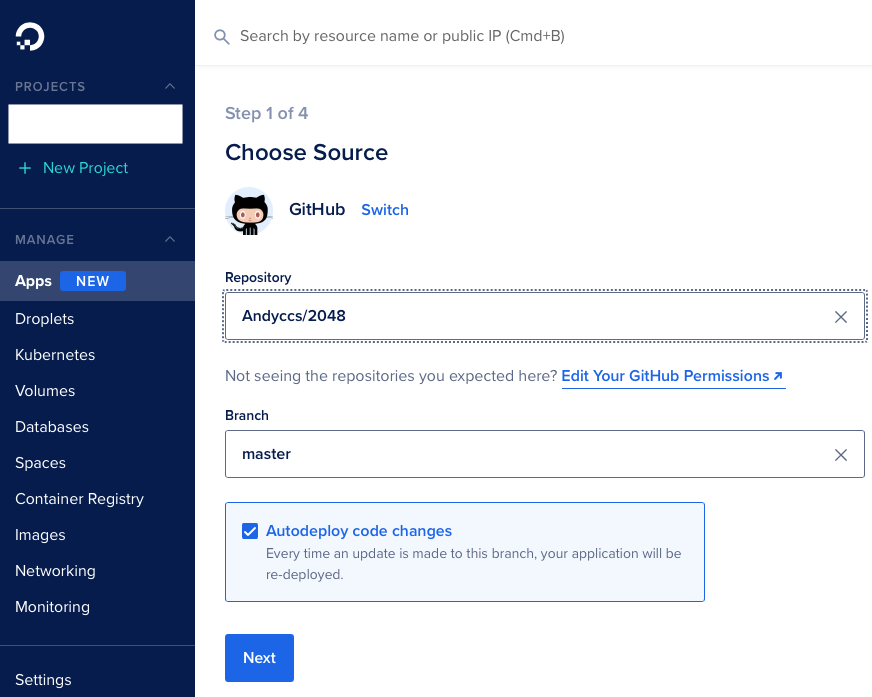 PROJECTS
+ New Project
MANAGE
Apps NEW
Droplets
Kubernetes
Volumes
Databases
Spaces
Container Registry
Images
Networking
Monitoring
Settings
Search by resource name or public IP (Cmd+B)
Step 1 of 4
Choose Source
GitHub Switch
Repository
Andyccs/2048
Not seeing the repositories you expected here? Edit Your GitHub Permissions ↗
Branch
master
Autodeploy code changes
Every time an update is made to this branch, your application will be
re-deployed.
Next